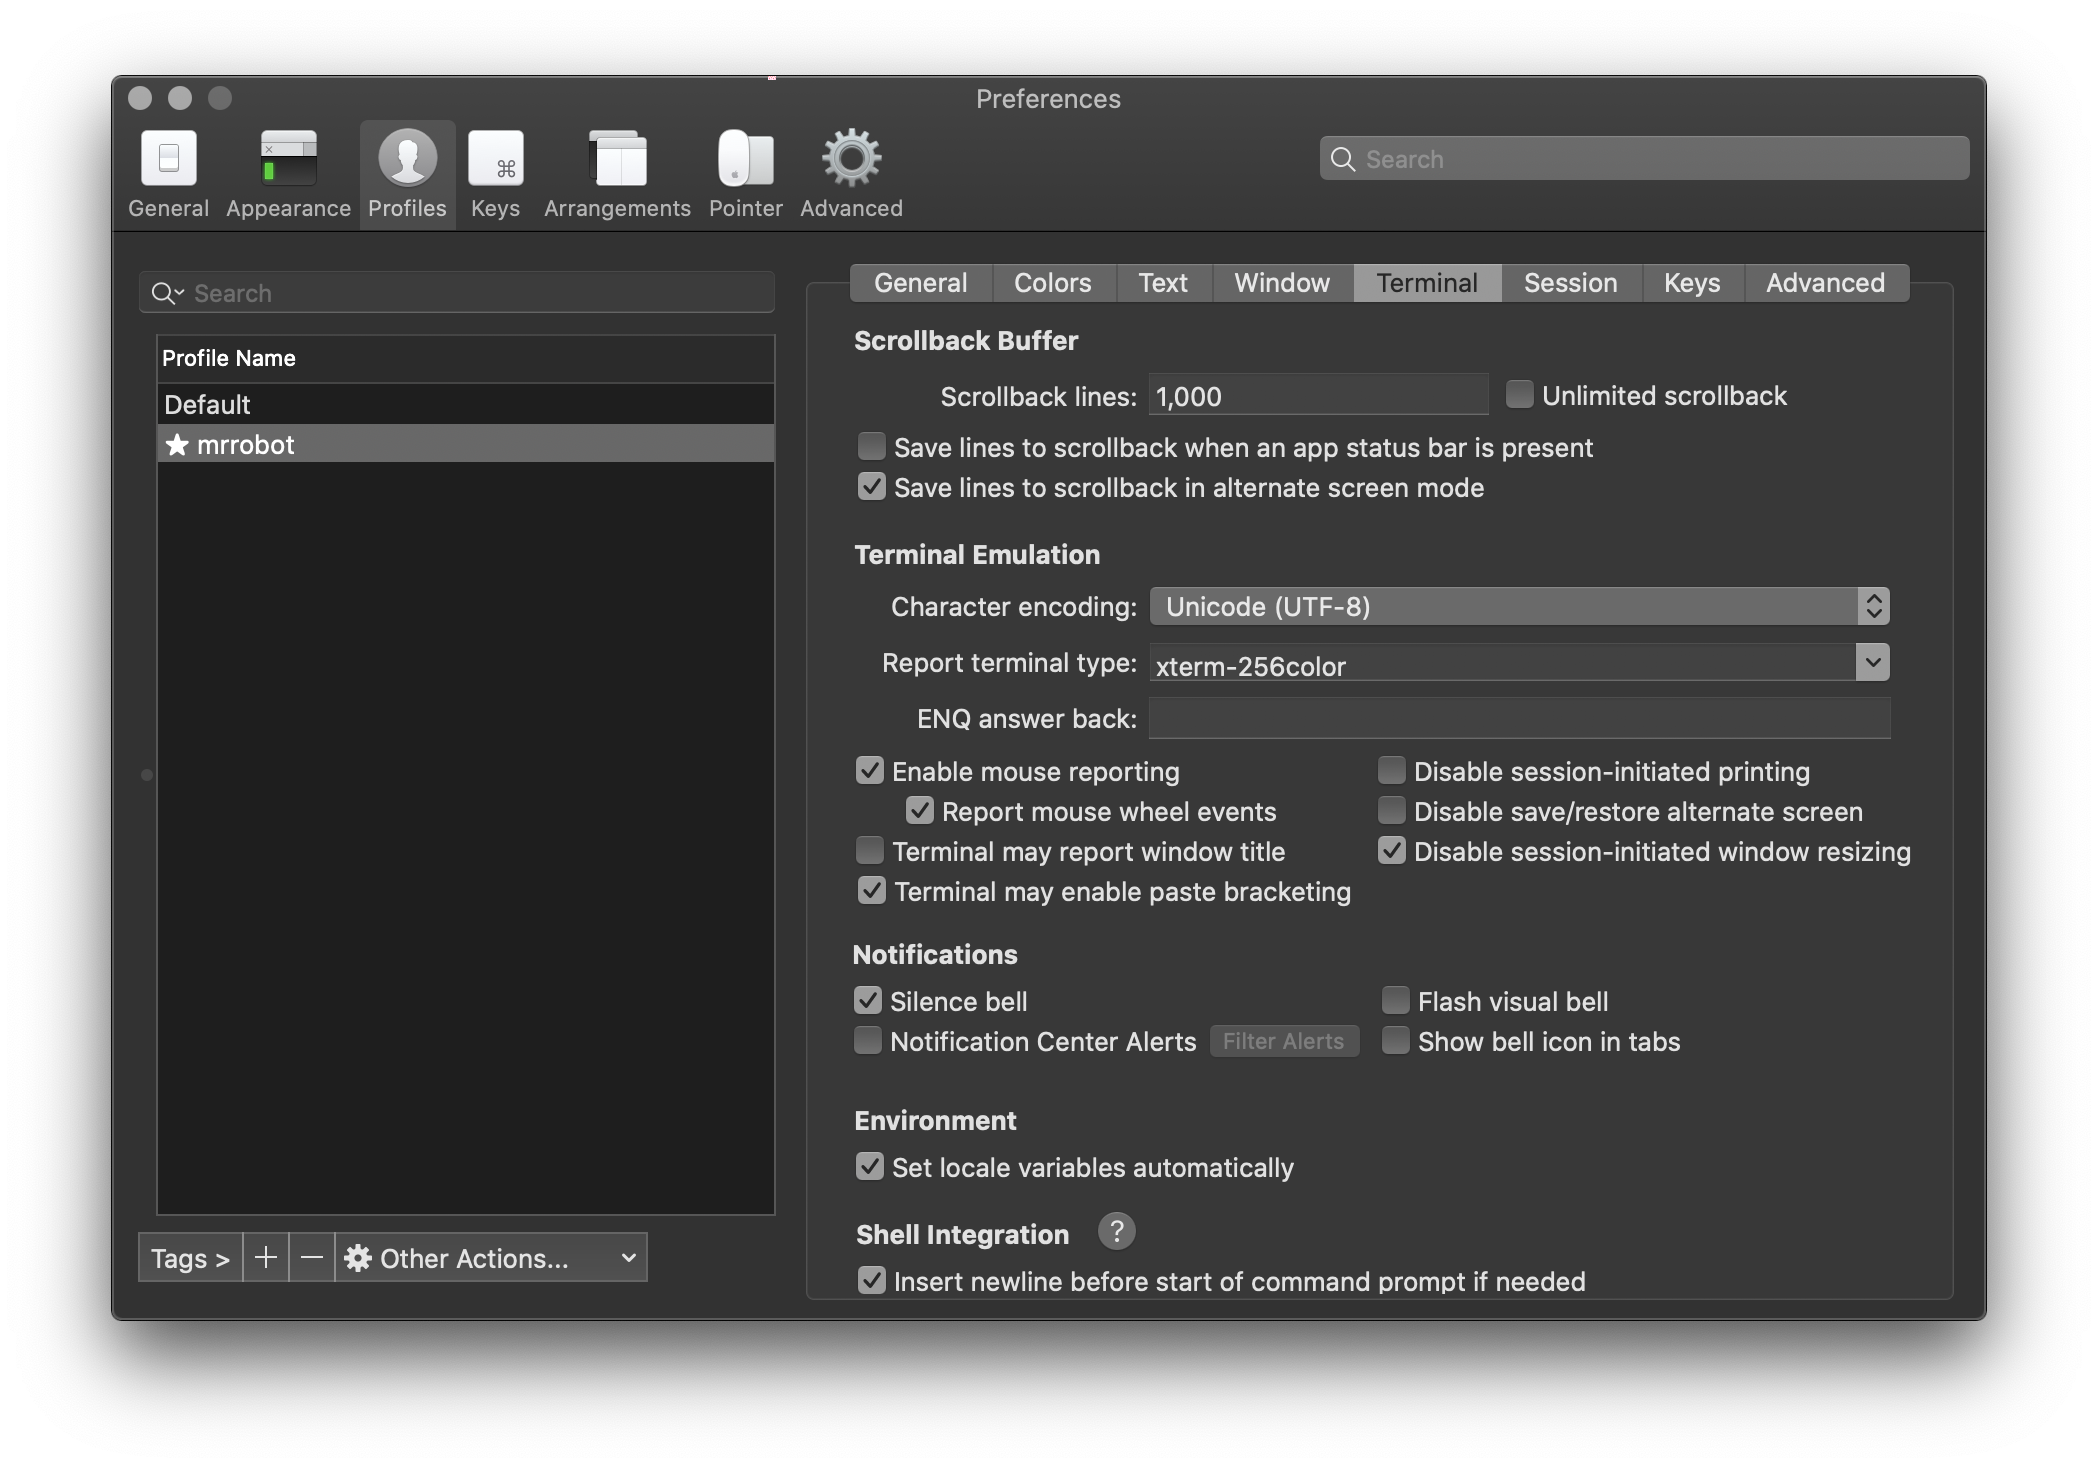 Preferences
General Appearance Profiles Keys Arrangements Pointer Advanced
Search
Search
Profile Name
Default
mrrobot
Tags > + − Other Actions...
General Colors Text Window Terminal Session Keys Advanced
Scrollback Buffer
Scrollback lines: 1,000 Unlimited scrollback
Save lines to scrollback when an app status bar is present
Save lines to scrollback in alternate screen mode
Terminal Emulation
Character encoding: Unicode (UTF-8)
Report terminal type: xterm-256color
ENQ answer back:
Enable mouse reporting Disable session-initiated printing
Report mouse wheel events Disable save/restore alternate screen
Terminal may report window title Disable session-initiated window resizing
Terminal may enable paste bracketing
Notifications
Silence bell Flash visual bell
Notification Center Alerts Filter Alerts Show bell icon in tabs
Environment
Set locale variables automatically
Shell Integration ?
Insert newline before start of command prompt if needed